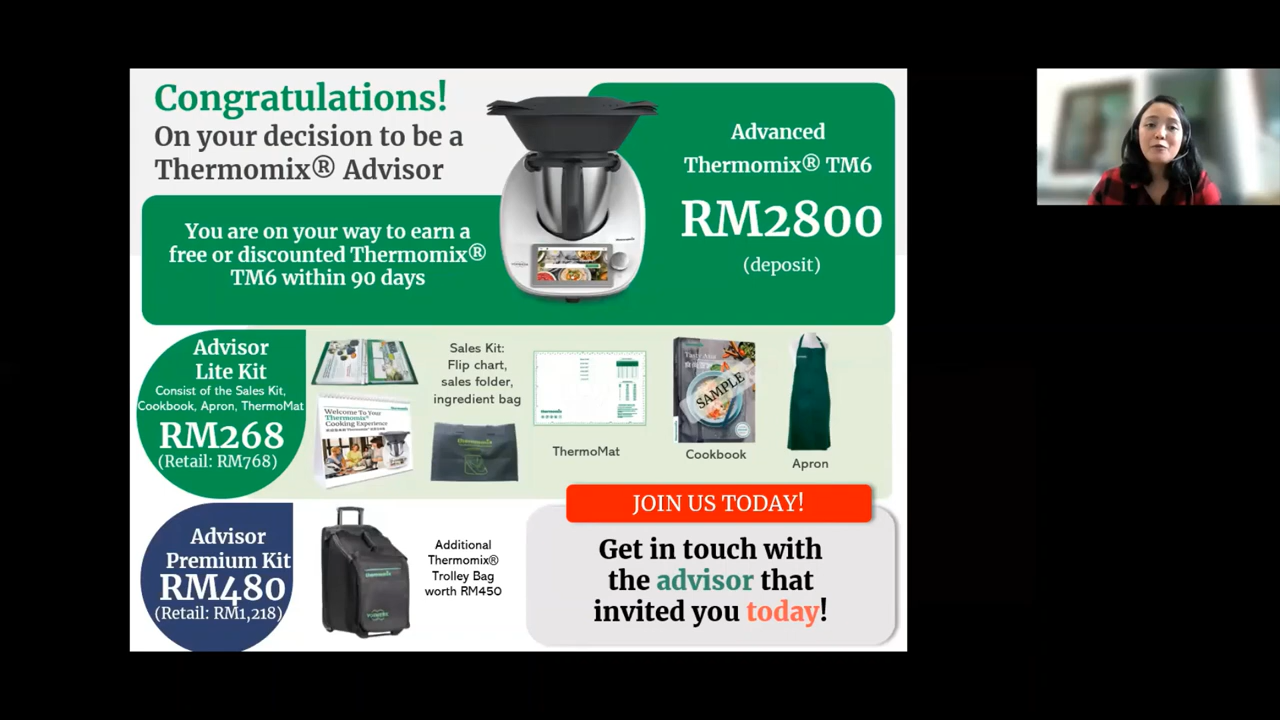 Congratulations!
On your decision to be a
Thermomix® Advisor
You are on your way to earn a
free or discounted Thermomix®
TM6 within 90 days
Advanced
Thermomix® TM6
RM2800
(deposit)
Advisor
Lite Kit
Consist of the Sales Kit,
Cookbook, Apron, ThermoMat
RM268
(Retail: RM768)
Welcome To Your
Thermomix®
Cooking Experience
Sales Kit:
Flip chart,
sales folder,
ingredient bag
thermomix
ThermoMat
Tasty Asia
SAMPLE
Cookbook
Apron
Advisor
Premium Kit
RM480
(Retail: RM1,218)
thermomix
Additional
Thermomix®
Trolley Bag
worth RM450
JOIN US TODAY!
Get in touch with
the advisor that
invited you today!